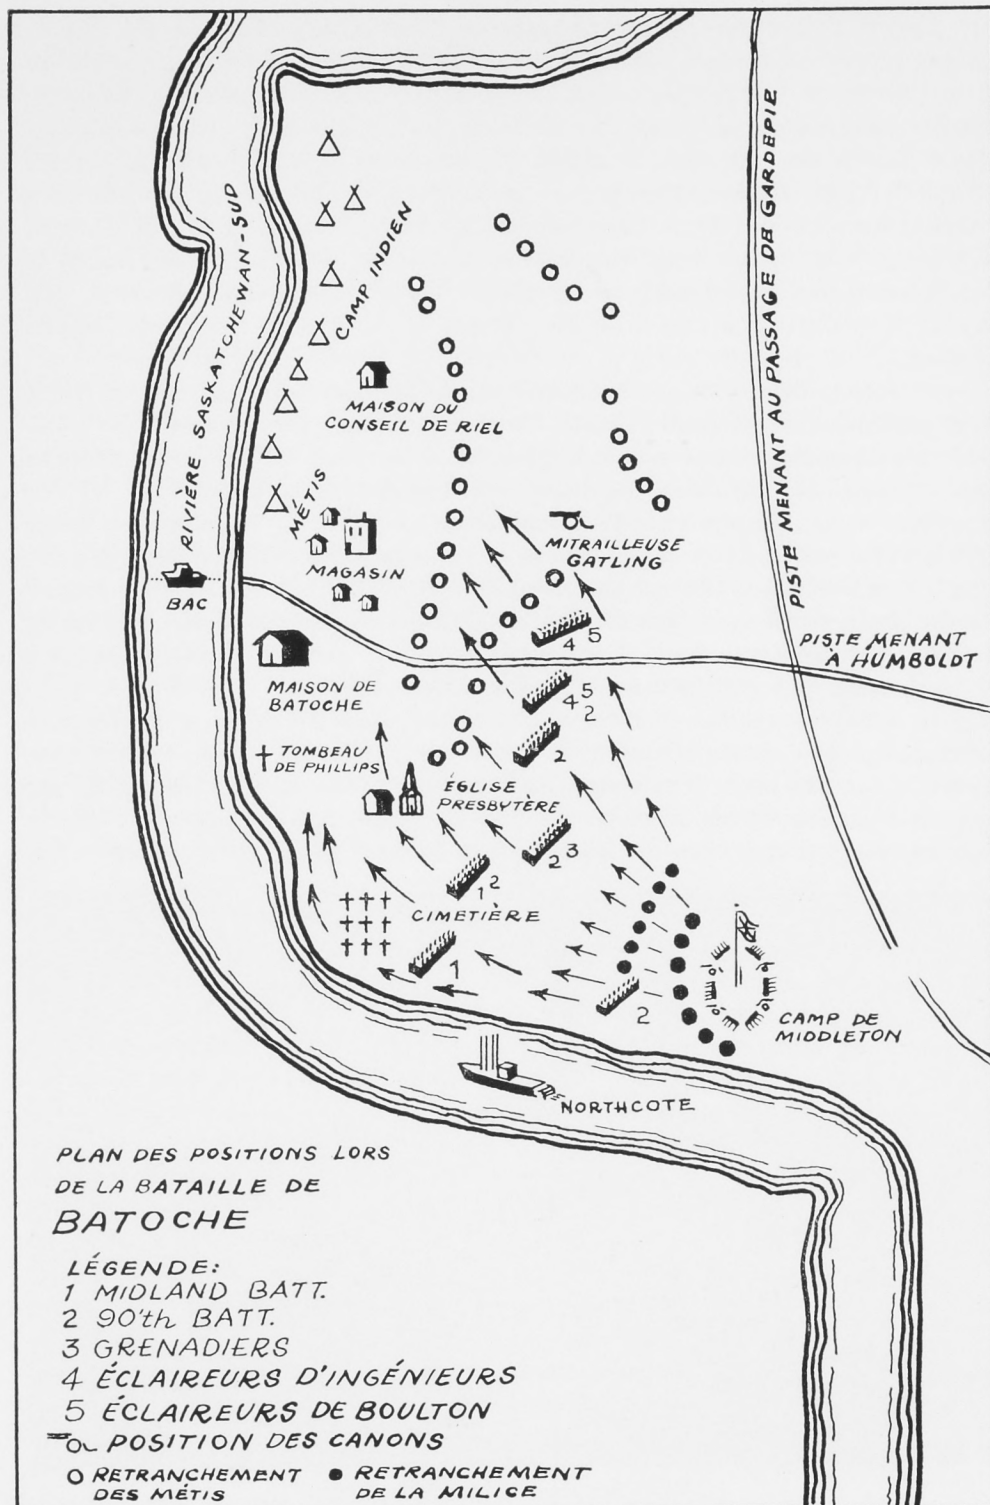 RIVIÈRE SASKATCHEWAN-SUD
CAMP INDIEN
PISTE MENANT AU PASSAGE DE GARDEPIE
MAISON DU
CONSEIL DE RIEL
MÉTIS
MAGASIN
MITRAILLEUSE
GATLING
BAC
5
4
PISTE MENANT
À HUMBOLDT
MAISON DE
BATOCHE
5
4
2
2
TOMBEAU
DE PHILLIPS
ÉGLISE
PRESBYTÈRE
3
2
2
1
CIMETIÈRE
1
2
CAMP DE
MIDDLETON
NORTHCOTE
PLAN DES POSITIONS LORS
DE LA BATAILLE DE
BATOCHE
LÉGENDE:
1 MIDLAND BATT.
2 90'th BATT.
3 GRENADIERS
4 ÉCLAIREURS D'INGÉNIEURS
5 ÉCLAIREURS DE BOULTON
POSITION DES CANONS
RETRANCHEMENT
DES MÉTIS
RETRANCHEMENT
DE LA MILICE